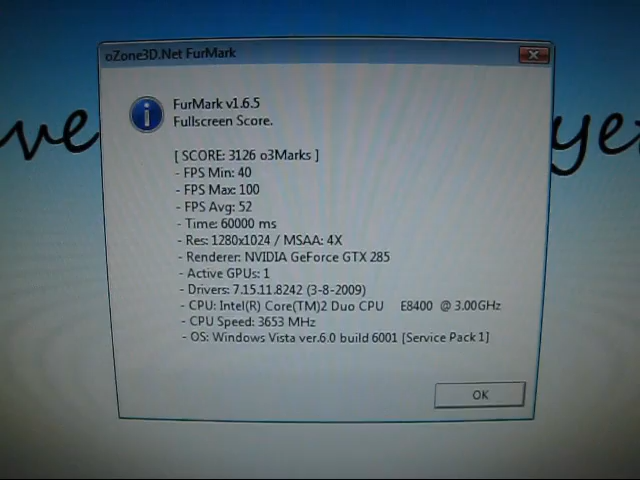 oZone3D.Net FurMark
ve
ye
FurMark v1.6.5
Fullscreen Score.
[ SCORE: 3126 o3Marks ]
- FPS Min: 40
- FPS Max: 100
- FPS Avg: 52
- Time: 60000 ms
- Res: 1280x1024 / MSAA: 4X
- Renderer: NVIDIA GeForce GTX 285
- Active GPUs: 1
- Drivers: 7.15.11.8242 (3-8-2009)
- CPU: Intel(R) Core(TM)2 Duo CPU E8400 @ 3.00GHz
- CPU Speed: 3653 MHz
- OS: Windows Vista ver.6.0 build 6001 [Service Pack 1]
OK